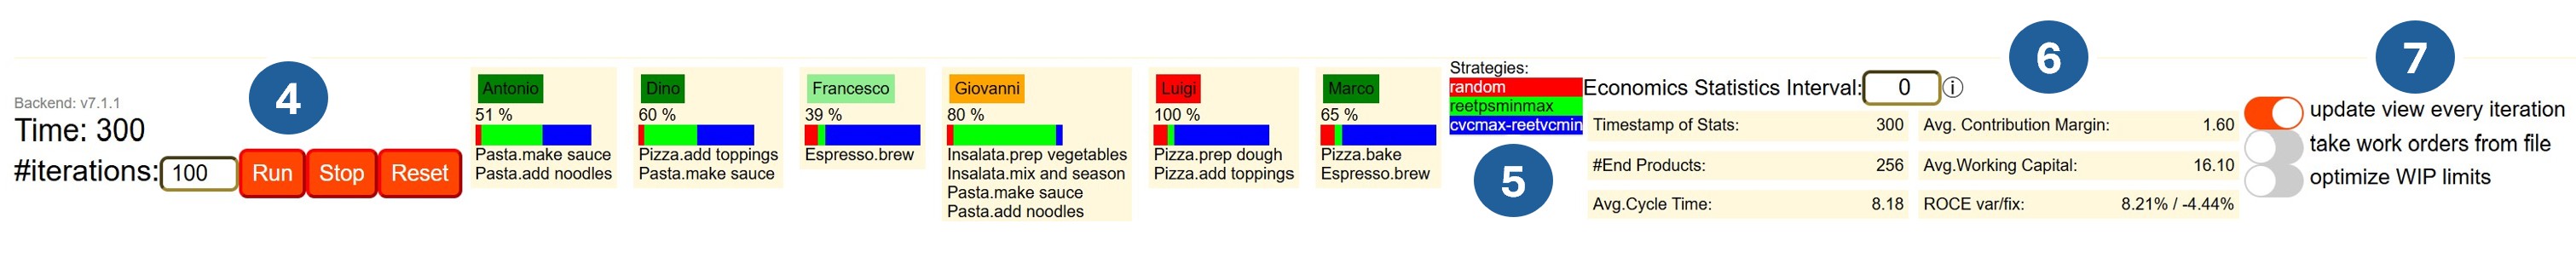 4
Backend: v7.1.1
Time: 300
#iterations: 100 Run Stop Reset
Antonio
51 %
Pasta.make sauce
Pasta.add noodles
Dino
60 %
Pizza.add toppings
Pasta.make sauce
Francesco
39 %
Espresso.brew
Giovanni
80 %
Insalata.prep vegetables
Insalata.mix and season
Pasta.make sauce
Pasta.add noodles
Luigi
100 %
Pizza.prep dough
Pizza.add toppings
Marco
65 %
Pizza.bake
Espresso.brew
Strategies:
random
reetpsminmax
cvcmax-reetvcmin
5
6
Economics Statistics Interval: 0 ⓘ
Timestamp of Stats: 300 Avg. Contribution Margin: 1.60
#End Products: 256 Avg.Working Capital: 16.10
Avg.Cycle Time: 8.18 ROCE var/fix: 8.21% / -4.44%
7
update view every iteration
take work orders from file
optimize WIP limits